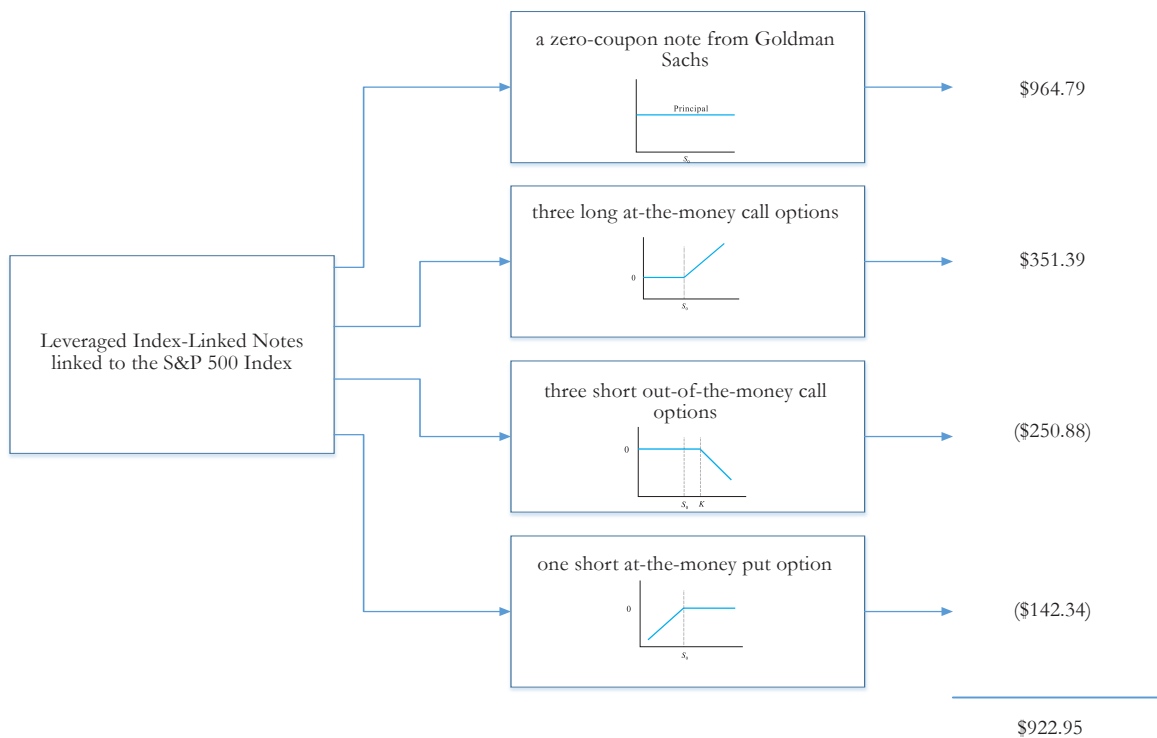 a zero-coupon note from Goldman
Sachs
Principal
S₀
$964.79
three long at-the-money call options
0
S₀
$351.39
Leveraged Index-Linked Notes
linked to the S&P 500 Index
three short out-of-the-money call
options
0
S₀ K
($250.88)
one short at-the-money put option
0
S₀
($142.34)
$922.95